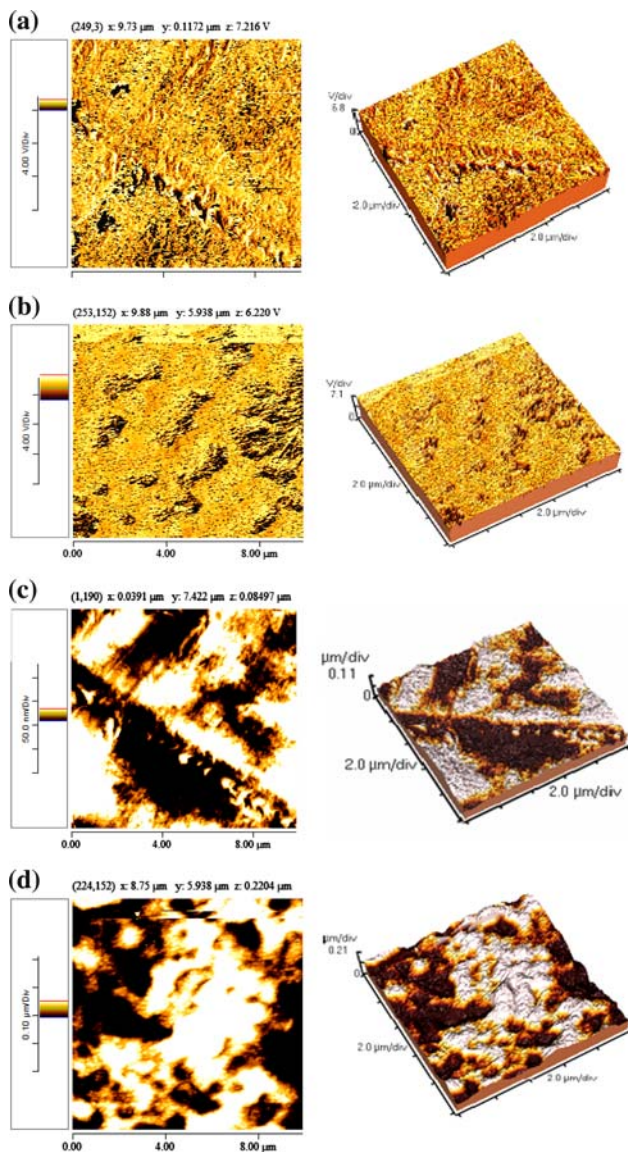 (a)
(249,3) x: 9.73 µm y: 0.1172 µm z: 7.216 V
4.00 V/Div
V/div
6.8
0
2.0 µm/div
2.0 µm/div
(b)
(253,152) x: 9.88 µm y: 5.938 µm z: 6.220 V
4.00 V/Div
0.00 4.00 8.00 µm
V/div
7.1
0
2.0 µm/div
2.0 µm/div
(c)
(1,190) x: 0.0391 µm y: 7.422 µm z: 0.08497 µm
50.0 nm/Div
0.00 4.00 8.00 µm
µm/div
0.11
0
2.0 µm/div
2.0 µm/div
(d)
(224,152) x: 8.75 µm y: 5.938 µm z: 0.2204 µm
0.10 µm/Div
0.00 4.00 8.00 µm
µm/div
0.21
0
2.0 µm/div
2.0 µm/div